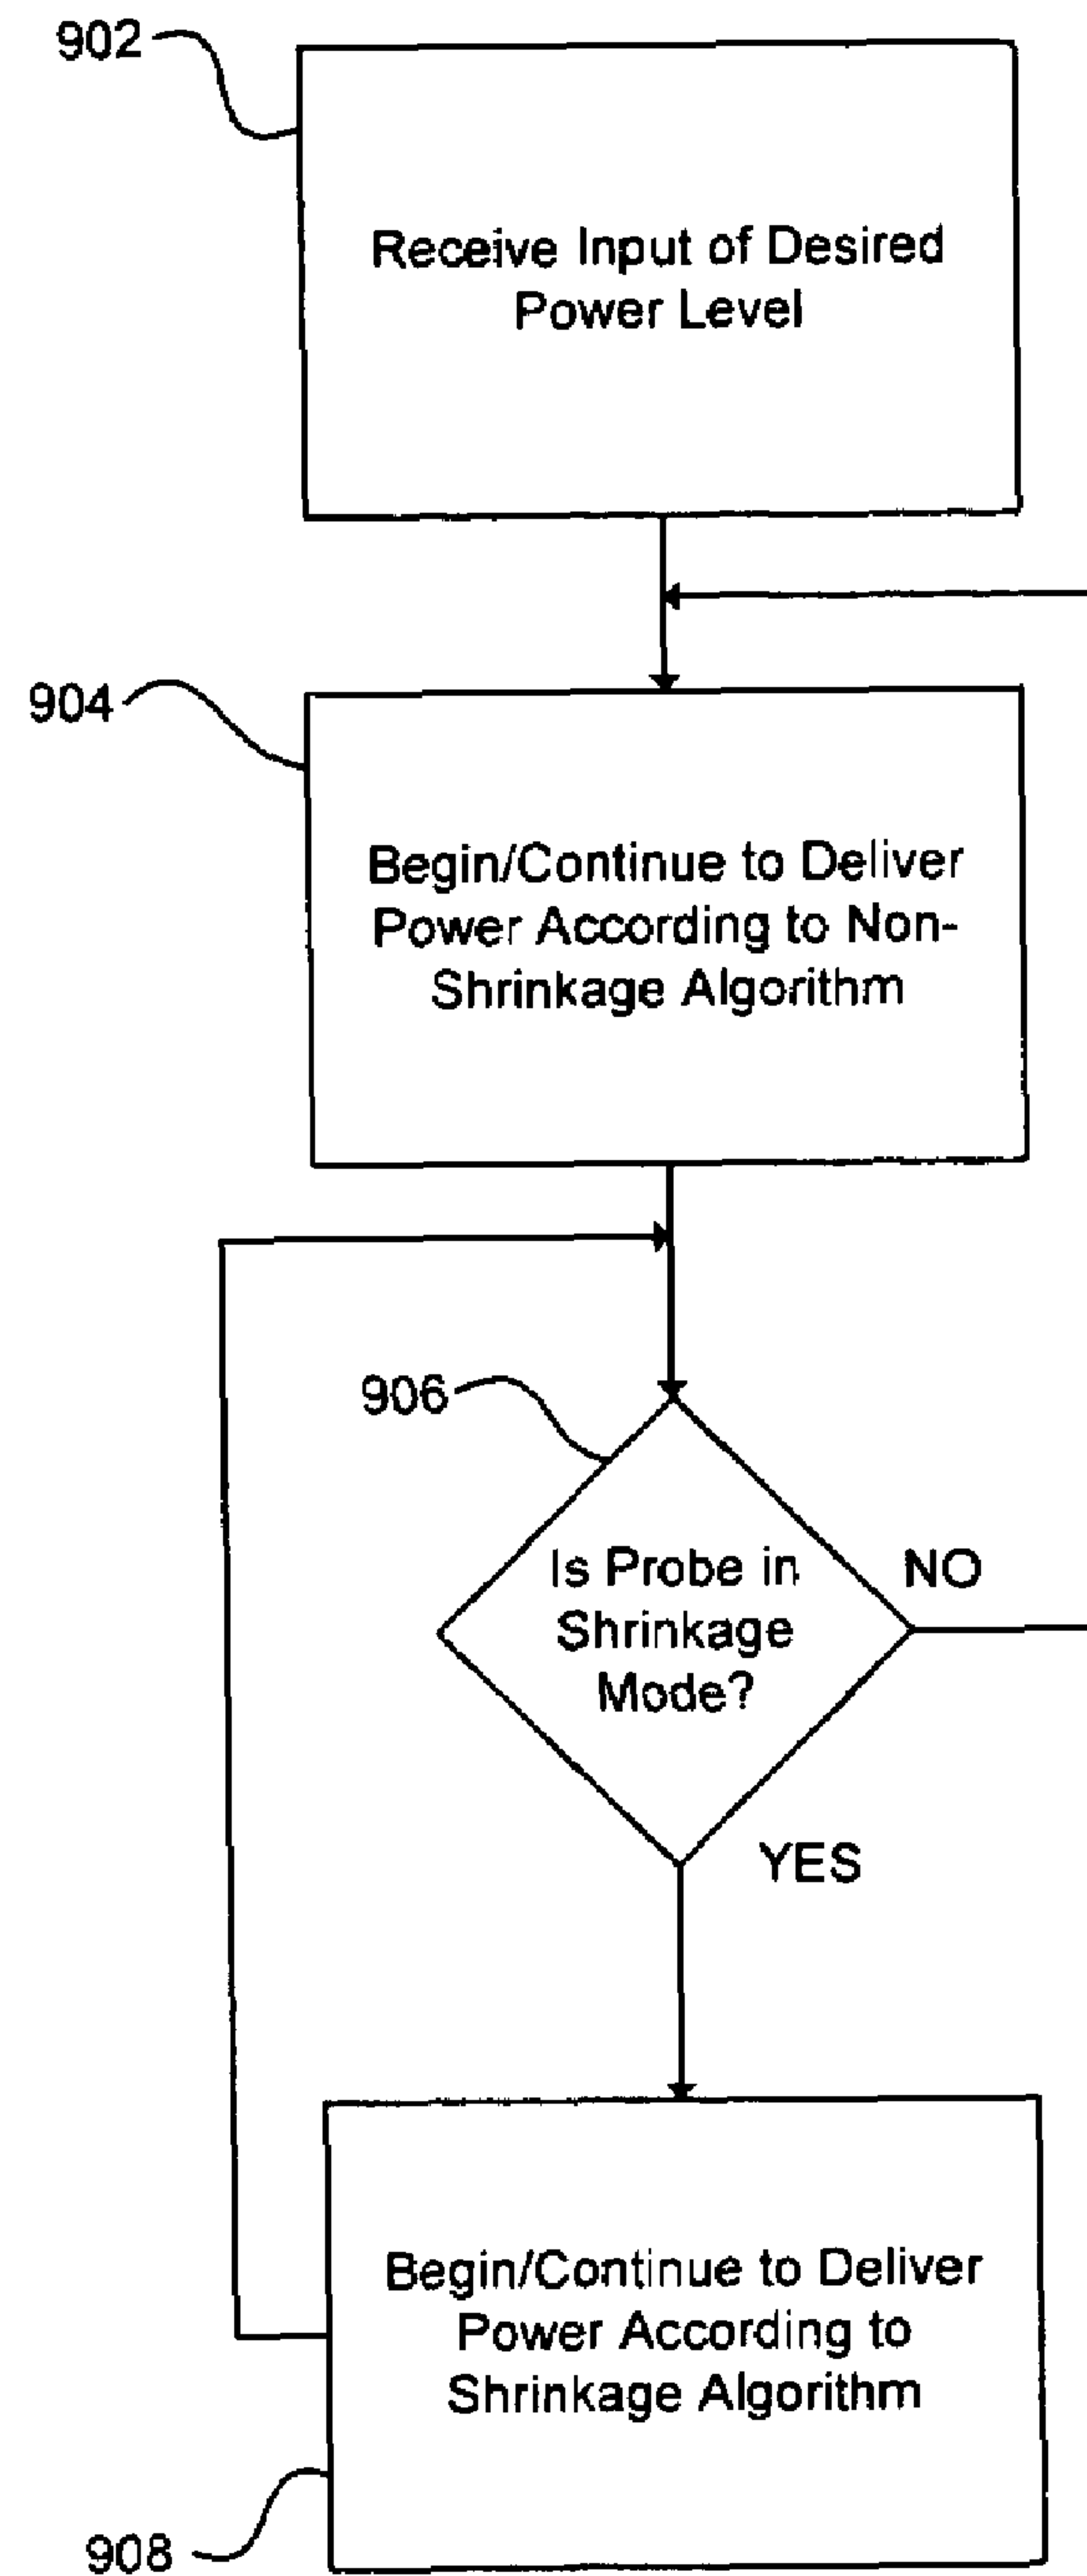 902
Receive Input of Desired
Power Level
904
Begin/Continue to Deliver
Power According to Non-
Shrinkage Algorithm
906
Is Probe in
Shrinkage
Mode?
NO
YES
Begin/Continue to Deliver
Power According to
Shrinkage Algorithm
908